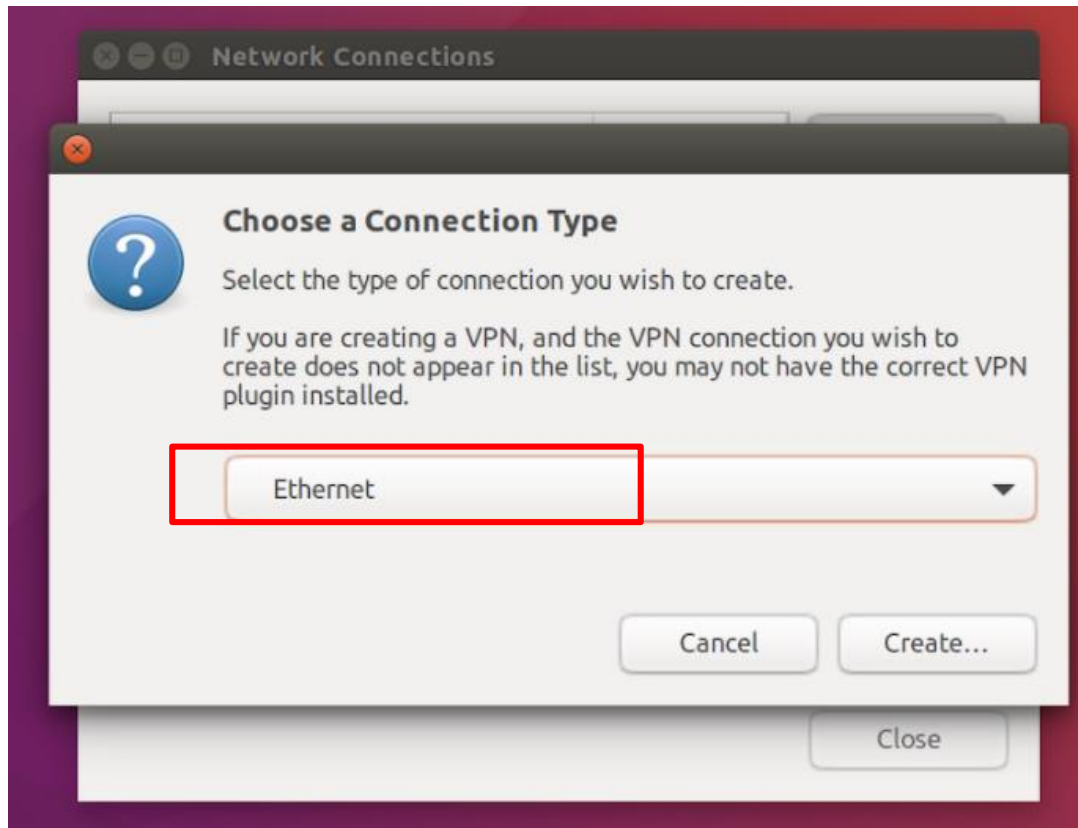 Network Connections
Choose a Connection Type
Select the type of connection you wish to create.
If you are creating a VPN, and the VPN connection you wish to
create does not appear in the list, you may not have the correct VPN
plugin installed.
Ethernet
Cancel
Create...
Close